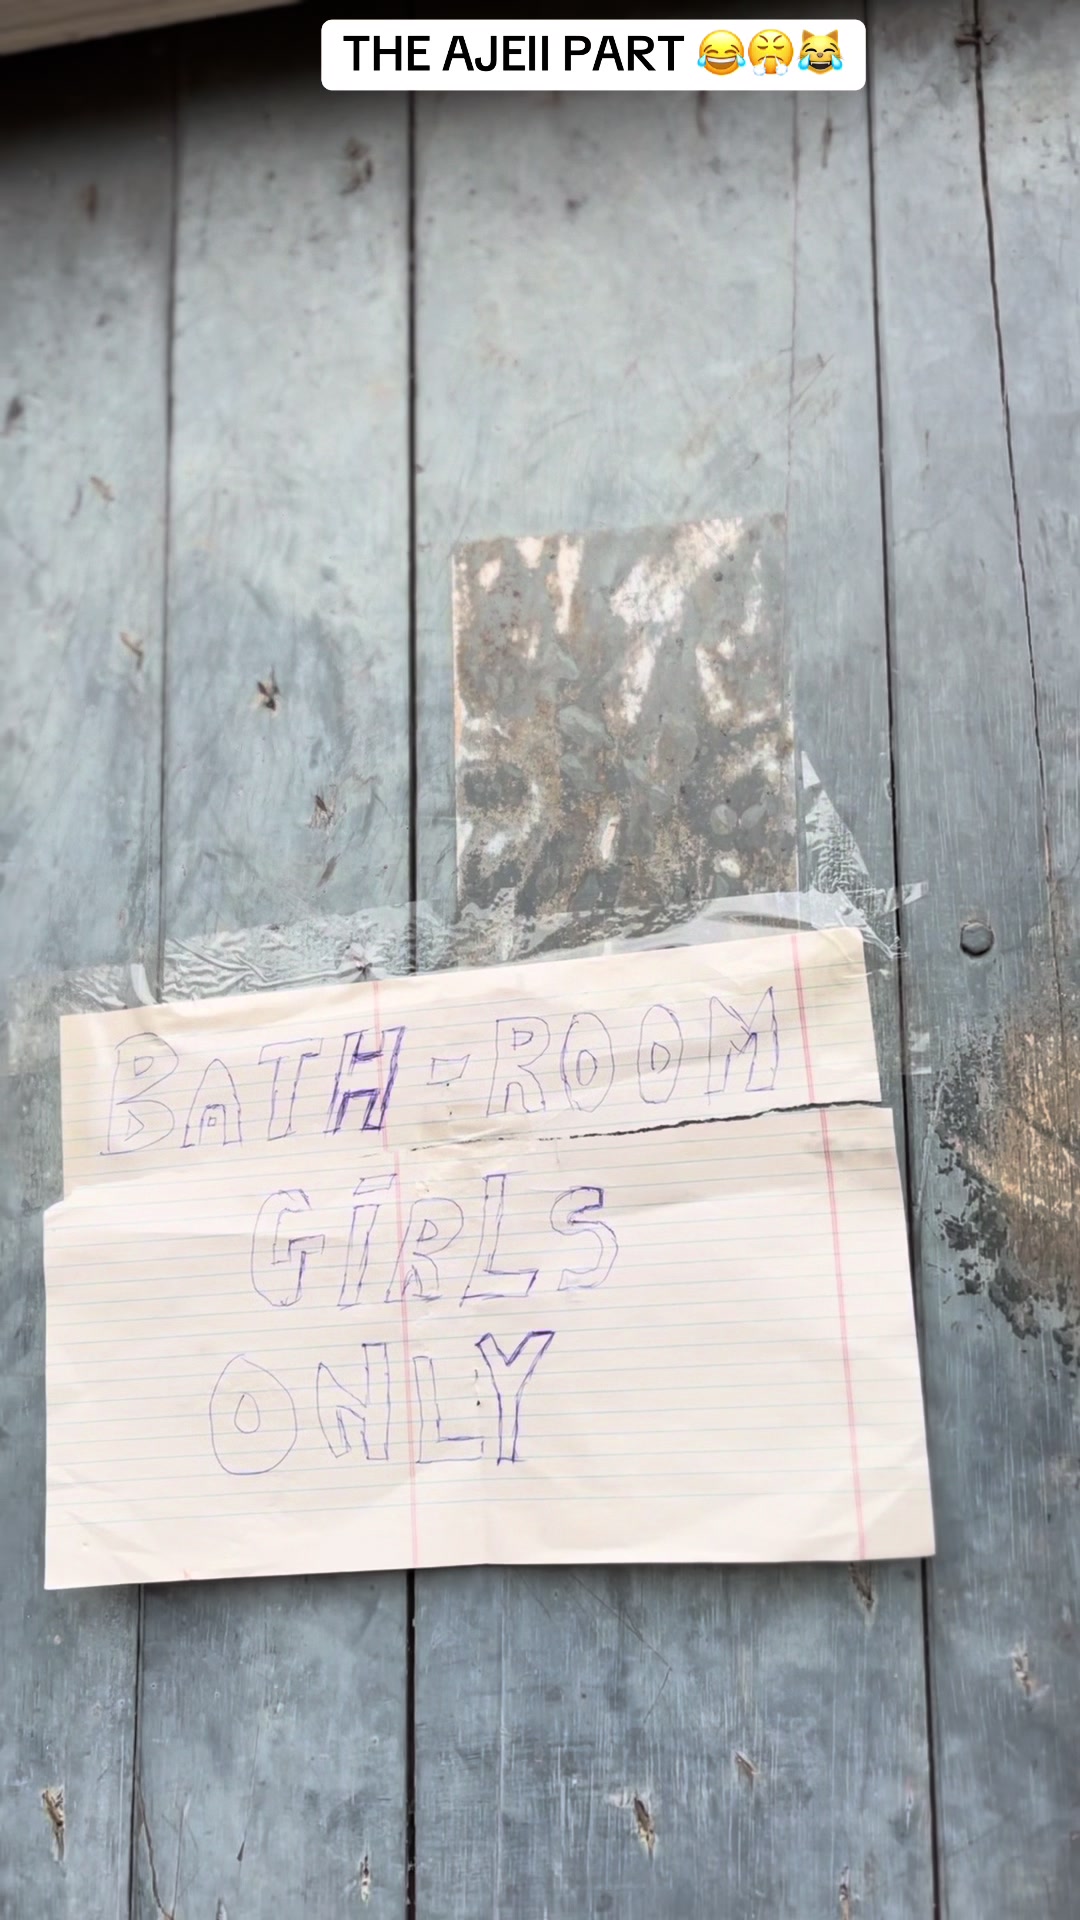 THE AJEII PART 😂😤😹
BATH-ROOM
GIRLS
ONLY